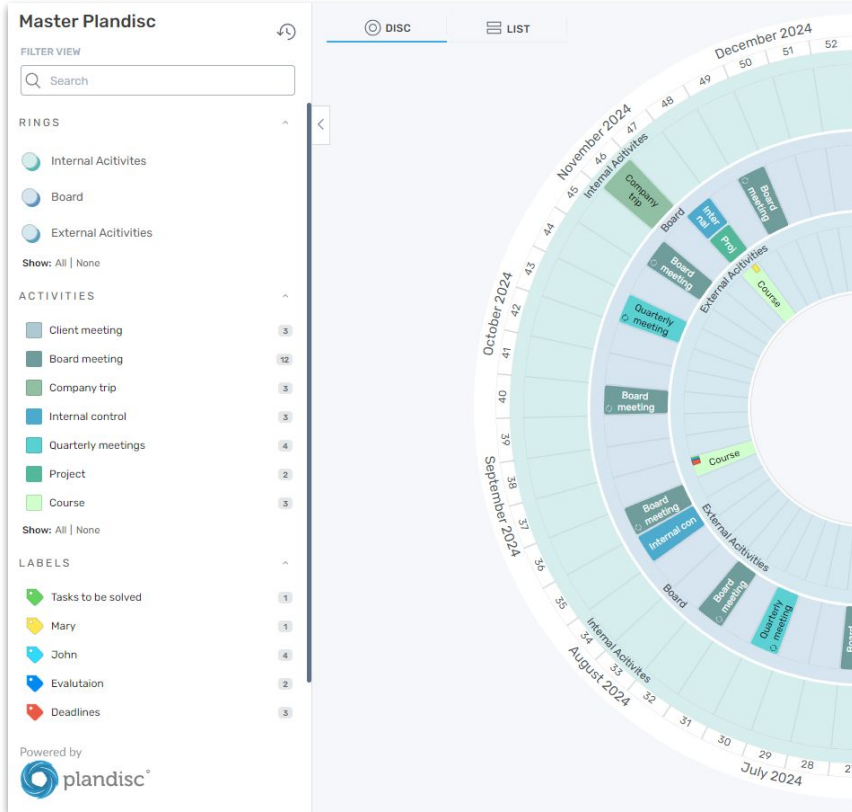 Master Plandisc
FILTER VIEW
Search
RINGS
Internal Acitivites
Board
External Acitivities
Show: All | None
ACTIVITIES
Client meeting 3
Board meeting 12
Company trip 3
Internal control 3
Quarterly meetings 4
Project 2
Course 3
Show: All | None
LABELS
Tasks to be solved 1
Mary 1
John 4
Evalutaion 2
Deadlines 3
Powered by
plandisc
DISC
LIST
December 2024
52
51
50
49
48
November 2024
47
46
45
44
October 2024
43
42
41
40
39
September 2024
38
37
36
35
August 2024
34
33
32
31
July 2024
30
29
28
Internal Acitivites
Company
trip
Board
Inter
nal
Proj
Board
meeting
External Acitivities
Course
Board
meeting
Quarterly
meeting
Board
meeting
Course
Board
meeting
Internal con
External Acitivities
Board
Board
meeting
Quarterly
meeting
Board
Internal Acitivites